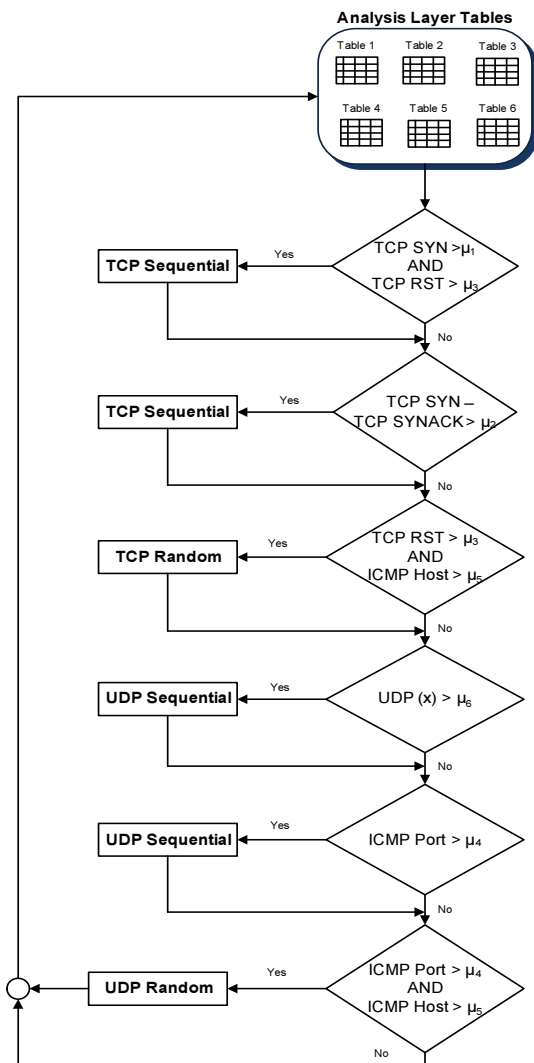 Analysis Layer Tables
Table 1 Table 2 Table 3
Table 4 Table 5 Table 6
TCP SYN >µ₁
AND
TCP RST > µ₃
Yes
TCP Sequential
No
TCP SYN –
TCP SYNACK > µ₂
Yes
TCP Sequential
No
TCP RST > µ₃
AND
ICMP Host > µ₅
Yes
TCP Random
No
UDP (x) > µ₆
Yes
UDP Sequential
No
ICMP Port > µ₄
Yes
UDP Sequential
No
ICMP Port > µ₄
AND
ICMP Host > µ₅
Yes
UDP Random
No